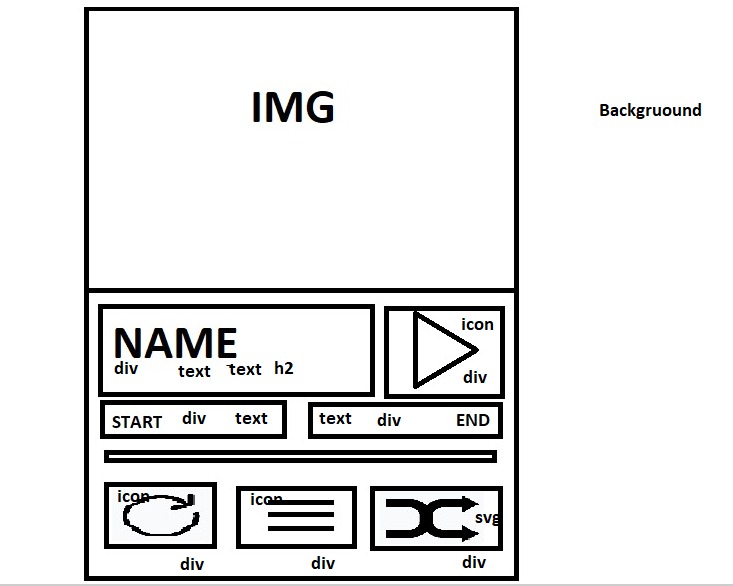 IMG
Backgruound
NAME
icon
div text text h2
div
START div text
text div END
icon
icon
svg
div
div
div